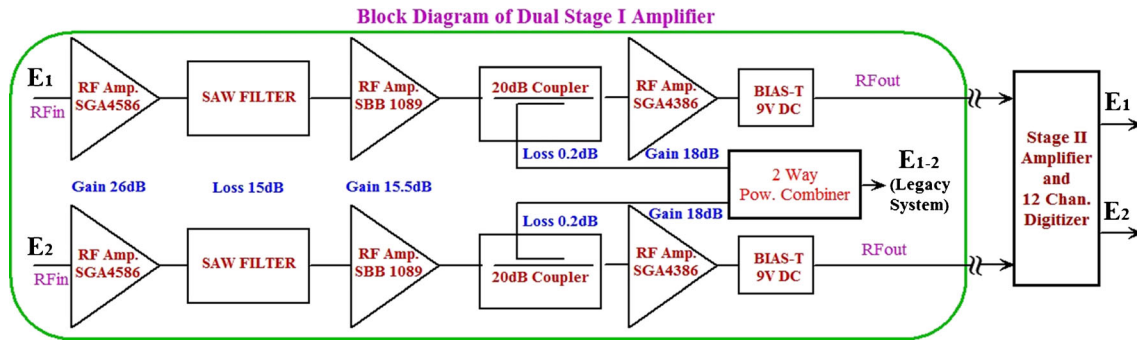 Block Diagram of Dual Stage I Amplifier
E1
RFin
RF Amp.
SGA4586
SAW FILTER
RF Amp.
SBB 1089
20dB Coupler
RF Amp.
SGA4386
BIAS-T
9V DC
RFout
Gain 26dB
Loss 15dB
Gain 15.5dB
Loss 0.2dB
Gain 18dB
2 Way
Pow. Combiner
E1-2
(Legacy
System)
Loss 0.2dB
Gain 18dB
E2
RFin
RF Amp.
SGA4586
SAW FILTER
RF Amp.
SBB 1089
20dB Coupler
RF Amp.
SGA4386
BIAS-T
9V DC
RFout
Stage II
Amplifier
and
12 Chan.
Digitizer
E1
E2